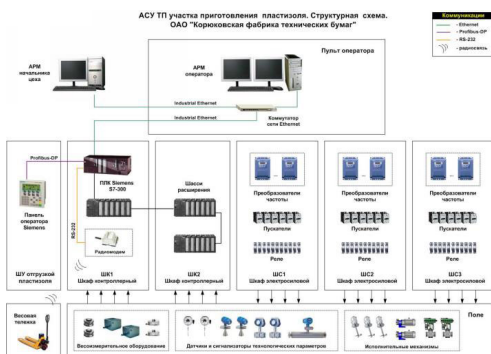 АСУ ТП участка приготовления пластизоля. Структурная схема.
ОАО "Корюковская фабрика технических бумаг"
Коммуникации
- Ethernet
- Profibus-DP
- RS-232
- радиосвязь
Пульт оператора
АРМ
начальника
цеха
АРМ
оператора
Industrial Ethernet
Industrial Ethernet
Коммутатор
сети Ethernet
Profibus-DP
ПЛК Siemens
S7-300
Шасси
расширения
Преобразователи
частоты
Преобразователи
частоты
Преобразователи
частоты
Панель
оператора
Siemens
RS-232
Радиомодем
Пускатели
Пускатели
Пускатели
Реле
Реле
Реле
ШУ отгрузкой
пластизоля
ШК1
Шкаф контроллерный
ШК2
Шкаф контроллерный
ШС1
Шкаф электросиловой
ШС2
Шкаф электросиловой
ШС3
Шкаф электросиловой
Поле
Весовая
тележка
Весоизмерительное оборудование
Датчики и сигнализаторы технологических параметров
Исполнительные механизмы